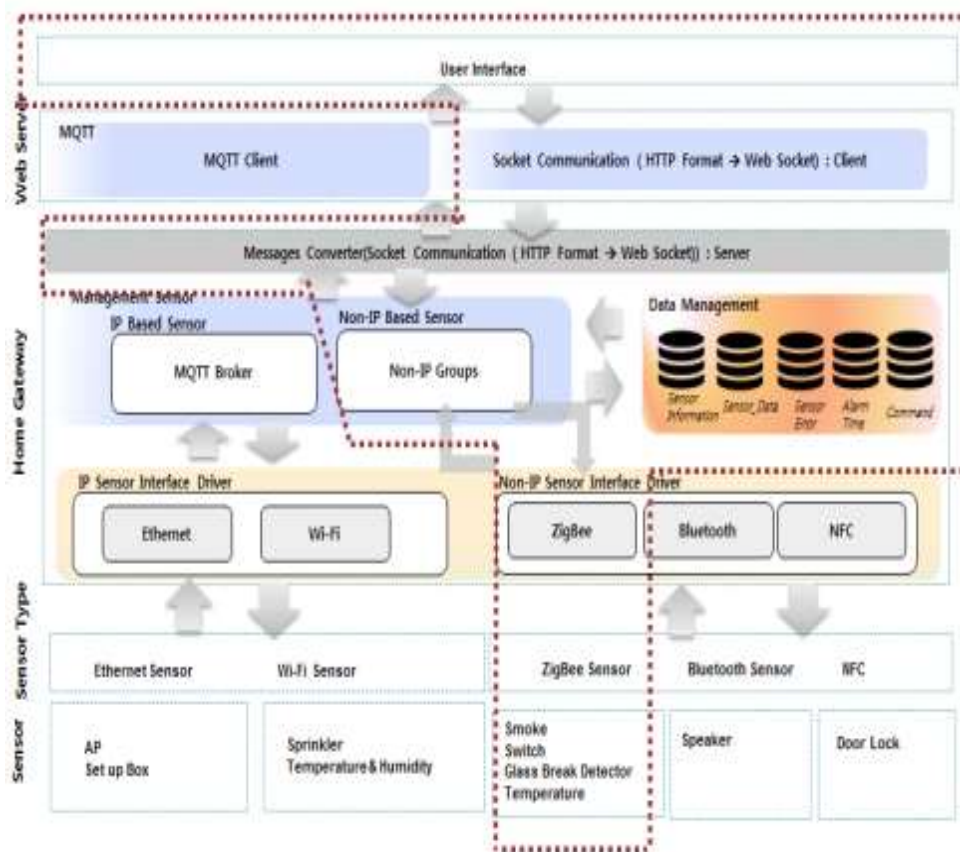 User Interface
Web Server
MQTT
MQTT Client
Socket Communication ( HTTP Format → Web Socket) : Client
Messages Converter(Socket Communication ( HTTP Format → Web Socket)) : Server
Home Gateway
Management Sensor
IP Based Sensor
MQTT Broker
Non-IP Based Sensor
Non-IP Groups
Data Management
Sensor
Information
Sensor_Data
Sensor
Error
Alarm
Time
Command
IP Sensor Interface Driver
Ethernet
Wi-Fi
Non-IP Sensor Interface Driver
ZigBee
Bluetooth
NFC
Sensor Type
Ethernet Sensor
Wi-Fi Sensor
ZigBee Sensor
Bluetooth Sensor
NFC
Sensor
AP
Set up Box
Sprinkler
Temperature & Humidity
Smoke
Switch
Glass Break Detector
Temperature
Speaker
Door Lock